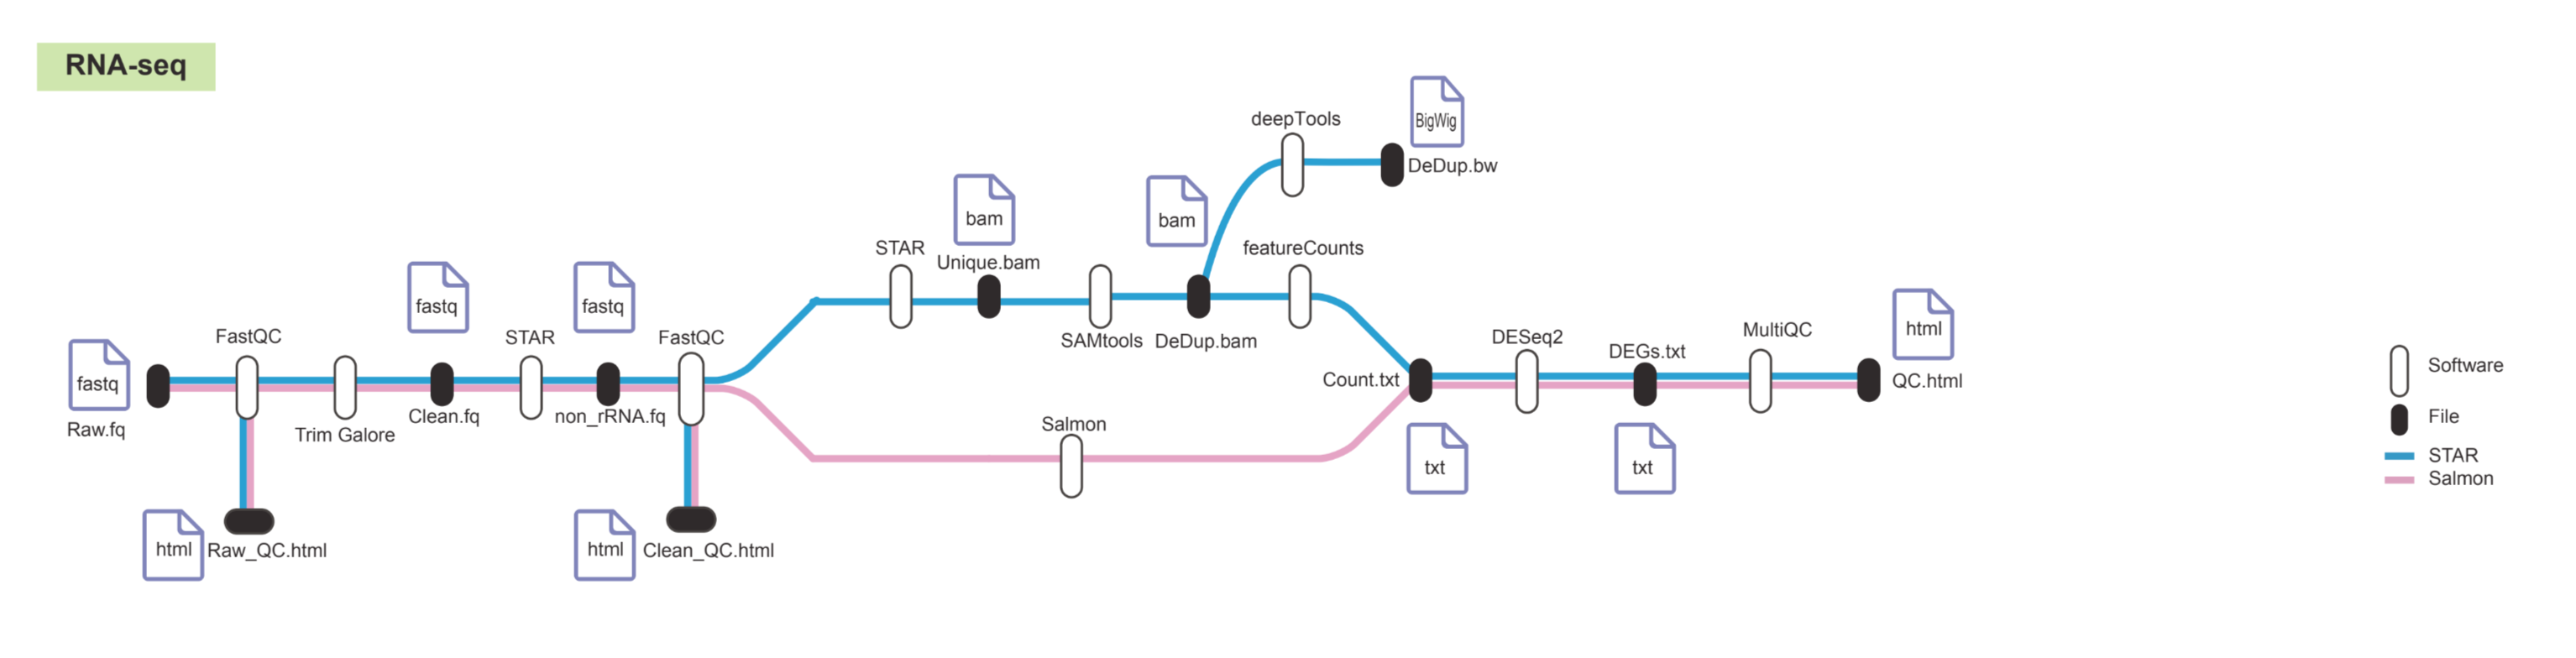 RNA-seq
fastq
Raw.fq
FastQC
html
Raw_QC.html
Trim Galore
fastq
Clean.fq
STAR
fastq
non_rRNA.fq
FastQC
html
Clean_QC.html
STAR
bam
Unique.bam
SAMtools
bam
DeDup.bam
deepTools
BigWig
DeDup.bw
featureCounts
Salmon
Count.txt
txt
DESeq2
DEGs.txt
txt
MultiQC
html
QC.html
Software
File
STAR
Salmon